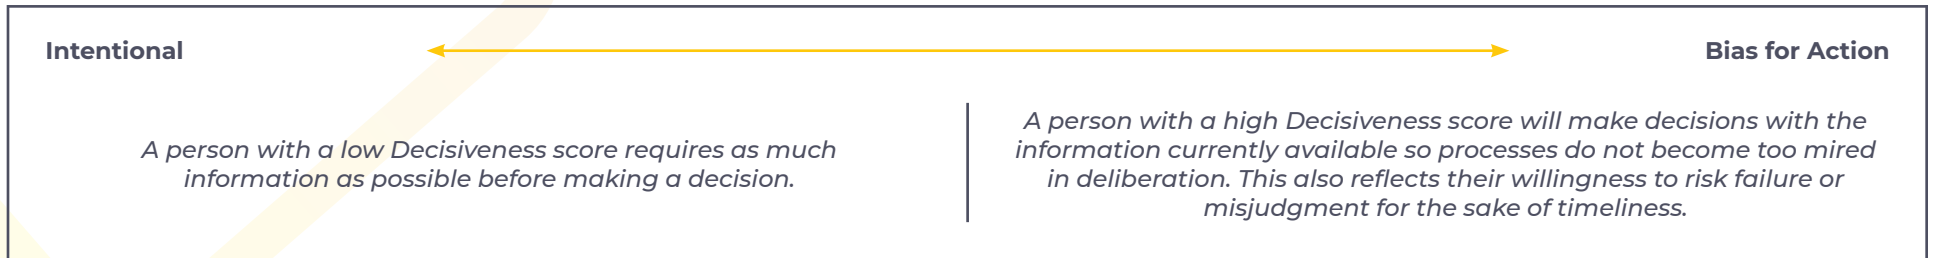 Intentional
Bias for Action
A person with a low Decisiveness score requires as much
information as possible before making a decision.
A person with a high Decisiveness score will make decisions with the
information currently available so processes do not become too mired
in deliberation. This also reflects their willingness to risk failure or
misjudgment for the sake of timeliness.